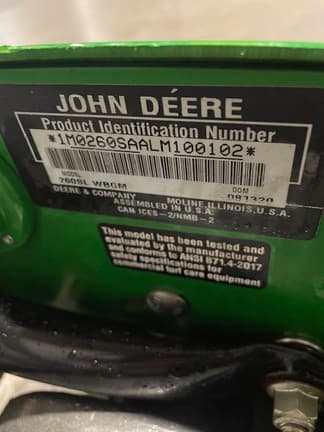 JOHN DEERE
Product Identification Number
*1M0260SAALM100102*
MODEL
260SL WBGM
DOM
081320
DEERE & COMPANY
MOLINE,ILLINOIS,U.S.A.
ASSEMBLED IN U.S.A.
CAN ICES-2/NMB-2
This model has been tested and
evaluated by the manufacturer
and conforms to ANSI B71.4-2017
safety specifications for
commercial turf care equipment